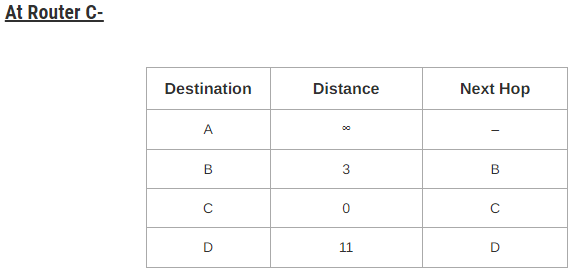 At Router C-
Destination Distance Next Hop
A ∞ –
B 3 B
C 0 C
D 11 D